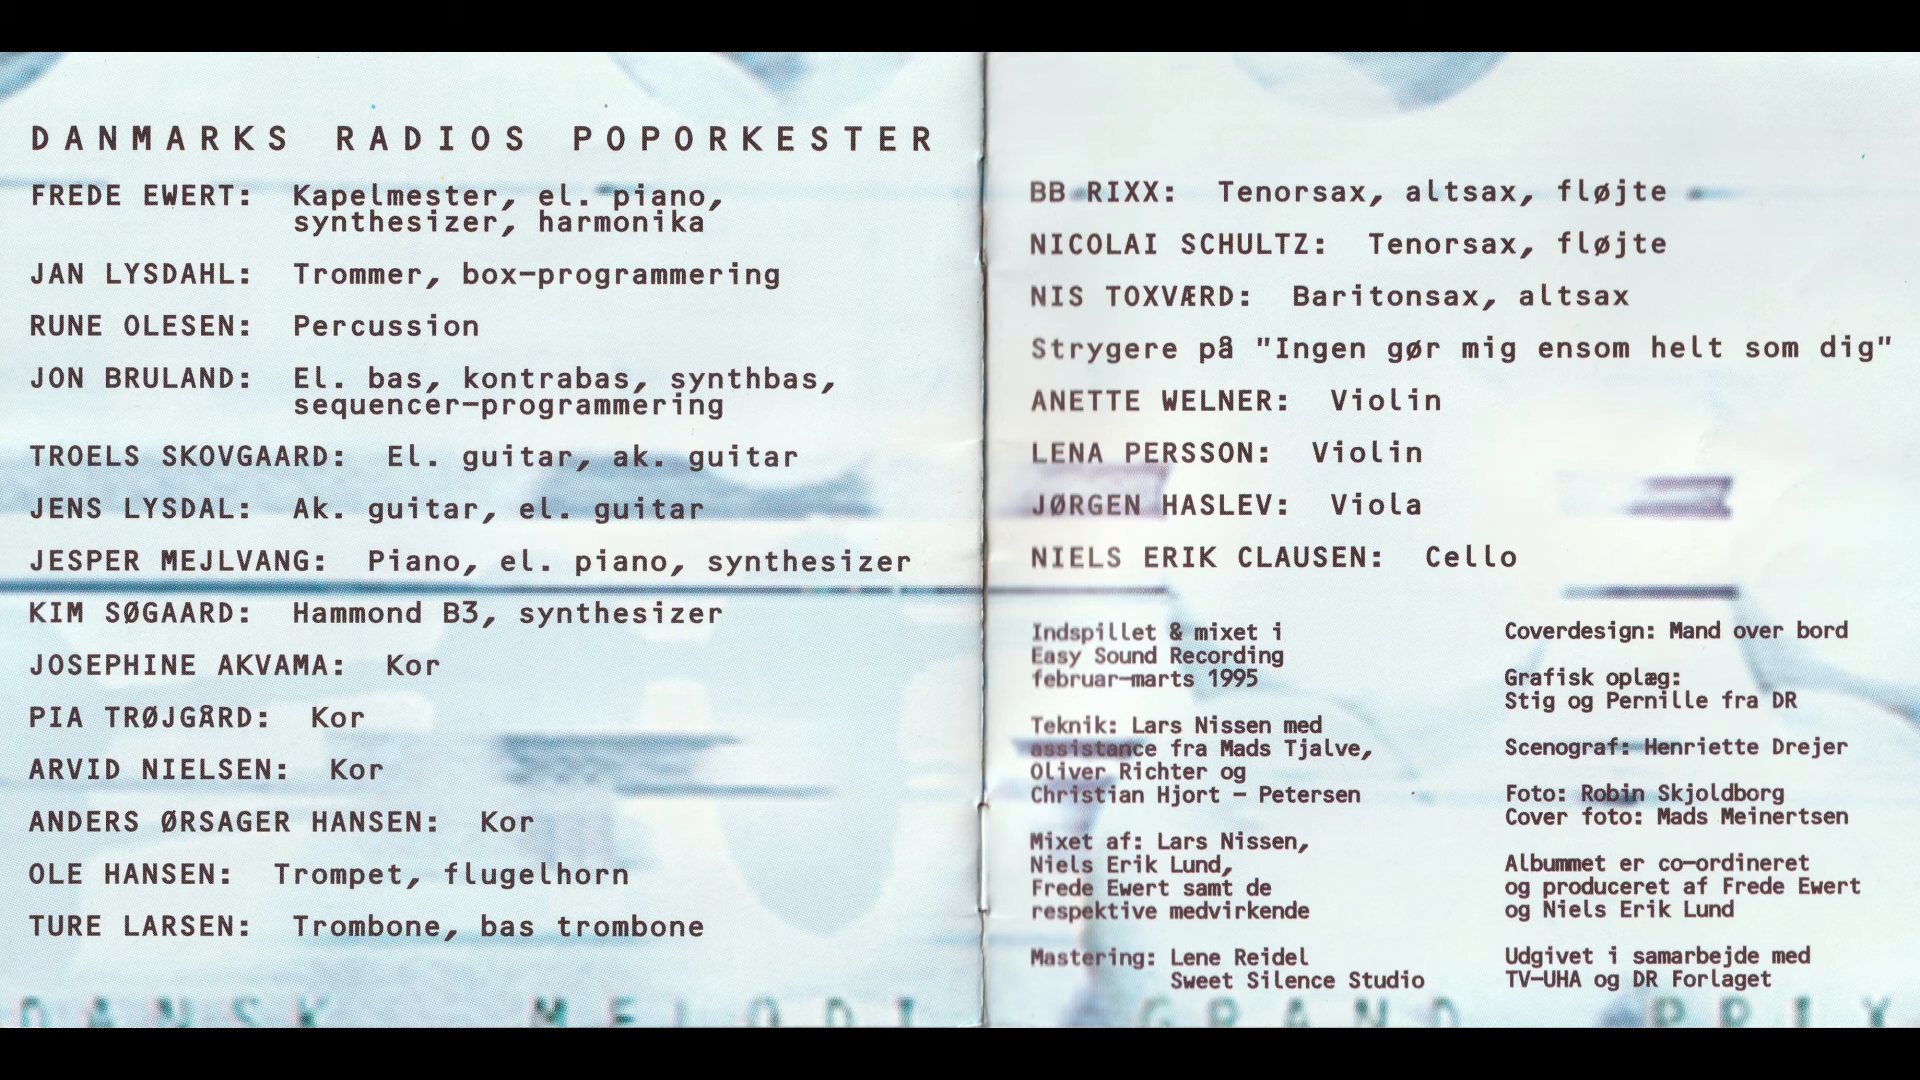 DANMARKS RADIOS POPORKESTER
FREDE EWERT: Kapelmester, el. piano,
synthesizer, harmonika
JAN LYSDAHL: Trommer, box-programmering
RUNE OLESEN: Percussion
JON BRULAND: El. bas, kontrabas, synthbas,
sequencer-programmering
TROELS SKOVGAARD: El. guitar, ak. guitar
JENS LYSDAL: Ak. guitar, el. guitar
JESPER MEJLVANG: Piano, el. piano, synthesizer
KIM SØGAARD: Hammond B3, synthesizer
JOSEPHINE AKVAMA: Kor
PIA TRØJGÅRD: Kor
ARVID NIELSEN: Kor
ANDERS ØRSAGER HANSEN: Kor
OLE HANSEN: Trompet, flugelhorn
TURE LARSEN: Trombone, bas trombone
BB RIXX: Tenorsax, altsax, fløjte
NICOLAI SCHULTZ: Tenorsax, fløjte
NIS TOXVÆRD: Baritonsax, altsax
Strygere på "Ingen gør mig ensom helt som dig"
ANETTE WELNER: Violin
LENA PERSSON: Violin
JØRGEN HASLEV: Viola
NIELS ERIK CLAUSEN: Cello
Indspillet & mixet i
Easy Sound Recording
februar-marts 1995
Teknik: Lars Nissen med
assistance fra Mads Tjalve,
Oliver Richter og
Christian Hjort - Petersen
Mixet af: Lars Nissen,
Niels Erik Lund,
Frede Ewert samt de
respektive medvirkende
Mastering: Lene Reidel
Sweet Silence Studio
Coverdesign: Mand over bord
Grafisk oplæg:
Stig og Pernille fra DR
Scenograf: Henriette Drejer
Foto: Robin Skjoldborg
Cover foto: Mads Meinertsen
Albummet er co-ordineret
og produceret af Frede Ewert
og Niels Erik Lund
Udgivet i samarbejde med
TV-UHA og DR Forlaget
DANSK MELODI GRAND PRIX